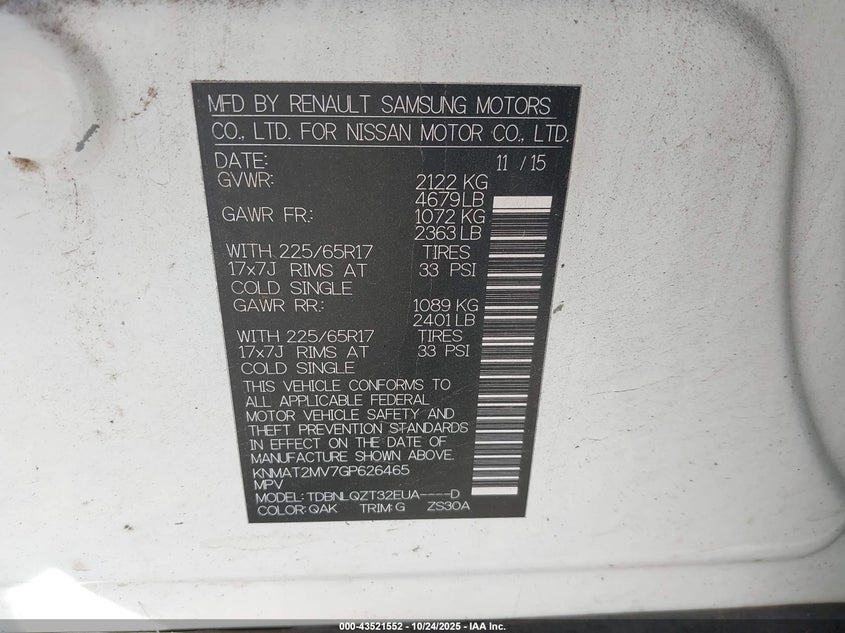 MFD BY RENAULT SAMSUNG MOTORS
CO., LTD. FOR NISSAN MOTOR CO., LTD.
DATE: 11 / 15
GVWR: 2122 KG
4679 LB
GAWR FR.: 1072 KG
2363 LB
WITH 225/65R17 TIRES
17x7J RIMS AT 33 PSI
COLD SINGLE
GAWR RR.: 1089 KG
2401 LB
WITH 225/65R17 TIRES
17x7J RIMS AT 33 PSI
COLD SINGLE
THIS VEHICLE CONFORMS TO
ALL APPLICABLE FEDERAL
MOTOR VEHICLE SAFETY AND
THEFT PREVENTION STANDARDS
IN EFFECT ON THE DATE OF
MANUFACTURE SHOWN ABOVE.
KNMAT2MV7GP626465
MPV
MODEL: TDBNLQZT32EUA----D
COLOR: QAK TRIM: G ZS30A
000-43521552 - 10/24/2025 - IAA Inc.